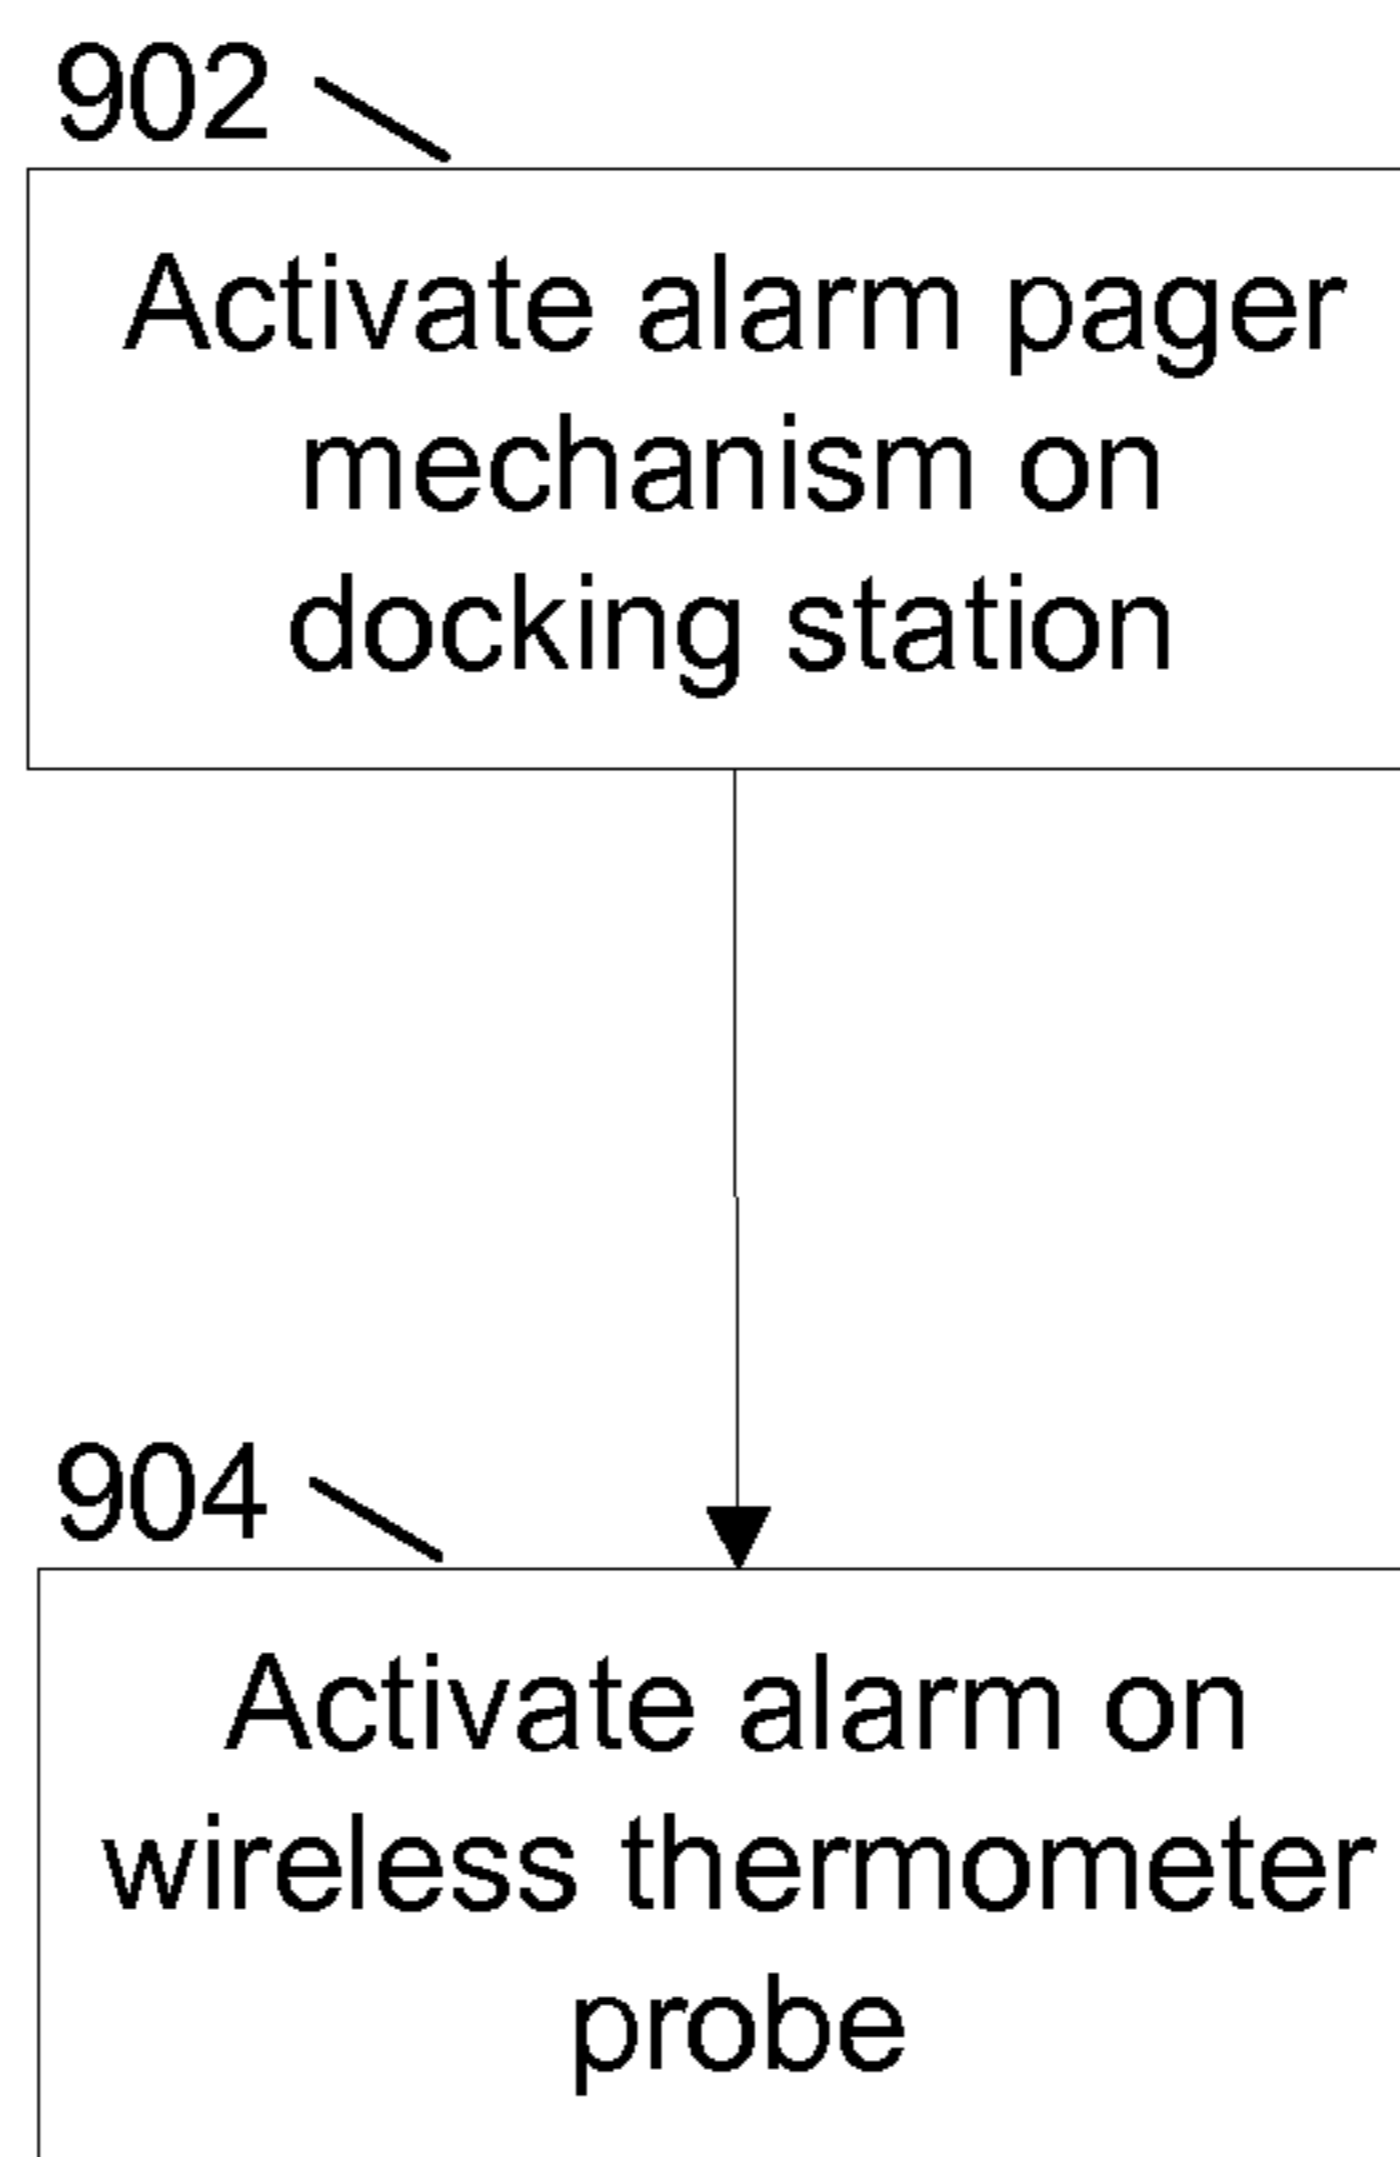 902
Activate alarm pager
mechanism on
docking station
904
Activate alarm on
wireless thermometer
probe